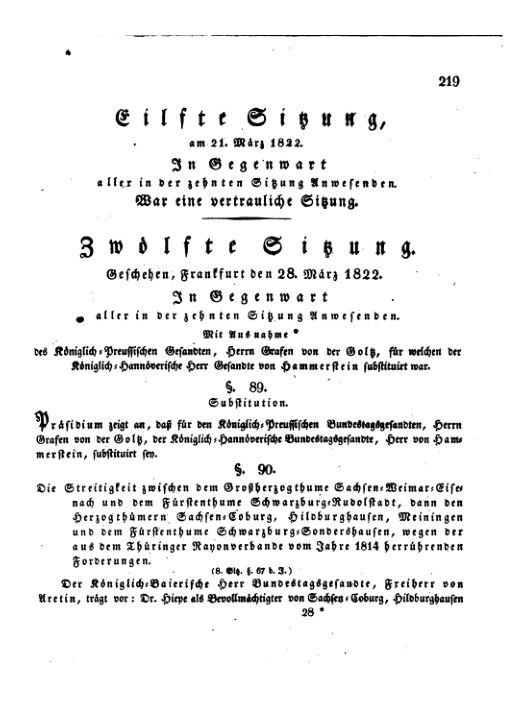 219
Eilfte Sitzung,
am 21. März 1822.
In Gegenwart
aller in der zehnten Sitzung Anwesenden.
War eine vertrauliche Sitzung.
Zwölfte Sitzung.
Geschehen, Frankfurt den 28. März 1822.
In Gegenwart
aller in der zehnten Sitzung Anwesenden.
Mit Ausnahme
des Königlich-Preussischen Gesandten, Herrn Grafen von der Goltz, für welchen der
Königlich-Hannöverische Herr Gesandte von Hammerstein substituirt war.
§. 89.
Substitution.
Präsidium zeigt an, daß für den Königlich-Preussischen Bundestagsgesandten, Herrn
Grafen von der Goltz, der Königlich-Hannöverische Bundestagsgesandte, Herr von Ham-
merstein, substituirt sey.
§. 90.
Die Streitigkeit zwischen dem Großherzogthume Sachsen-Weimar-Eise-
nach und dem Fürstenthume Schwarzburg-Rudolstadt, dann den
Herzogthümern Sachsen-Coburg, Hildburghausen, Meiningen
und dem Fürstenthume Schwarzburg-Sondershausen, wegen der
aus dem Thüringer Rayonverbande vom Jahre 1814 herrührenden
Forderungen.
(8. Sitz. §. 67 d. J.)
Der Königlich-Baierische Herr Bundestagsgesandte, Freiherr von
Aretin, trägt vor: Dr. Hiepe als Bevollmächtigter von Sachsen-Coburg, Hildburghausen
28 *